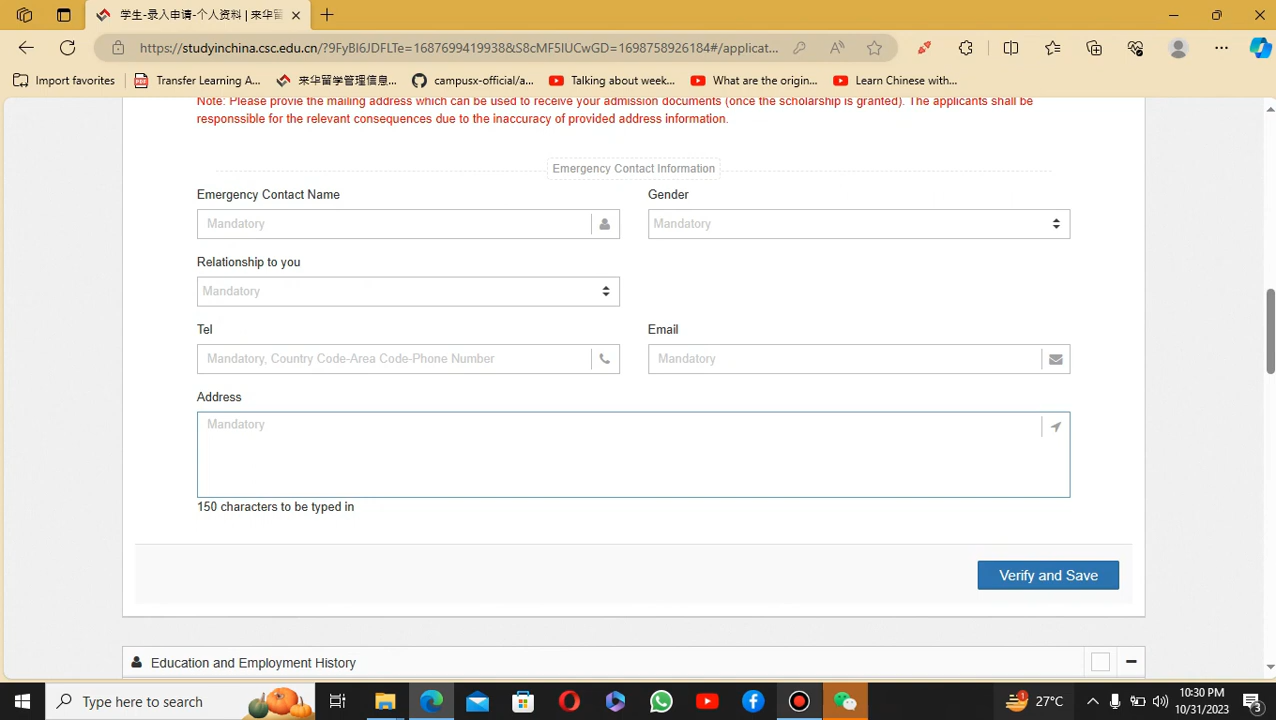 学生-录入申请-个人资料 | 来华
https://studyinchina.csc.edu.cn/?9FyBl6JDFLTe=16876994199​38&S8cMF5IUCwGD=1698758926184#/applicat...
Import favorites
Transfer Learning A...
来华留学管理信息...
campusx-official/a...
Talking about week...
What are the origin...
Learn Chinese with...
Note: Please provie the mailing address which can be used to receive your admission documents (once the scholarship is granted). The applicants shall be
responssible for the relevant consequences due to the inaccuracy of provided address information.
Emergency Contact Information
Emergency Contact Name
Gender
Mandatory
Mandatory
Relationship to you
Mandatory
Tel
Email
Mandatory, Country Code-Area Code-Phone Number
Mandatory
Address
Mandatory
150 characters to be typed in
Verify and Save
Education and Employment History
Type here to search
27°C
10:30 PM
10/31/2023
3